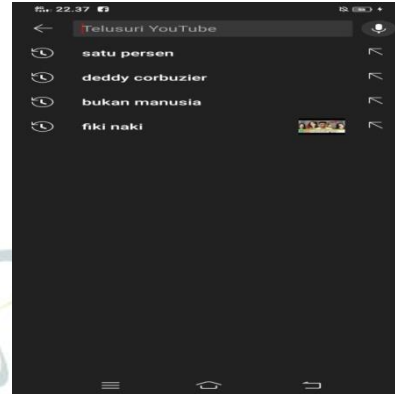 22.37
Telusuri YouTube
satu persen
deddy corbuzier
bukan manusia
fiki naki